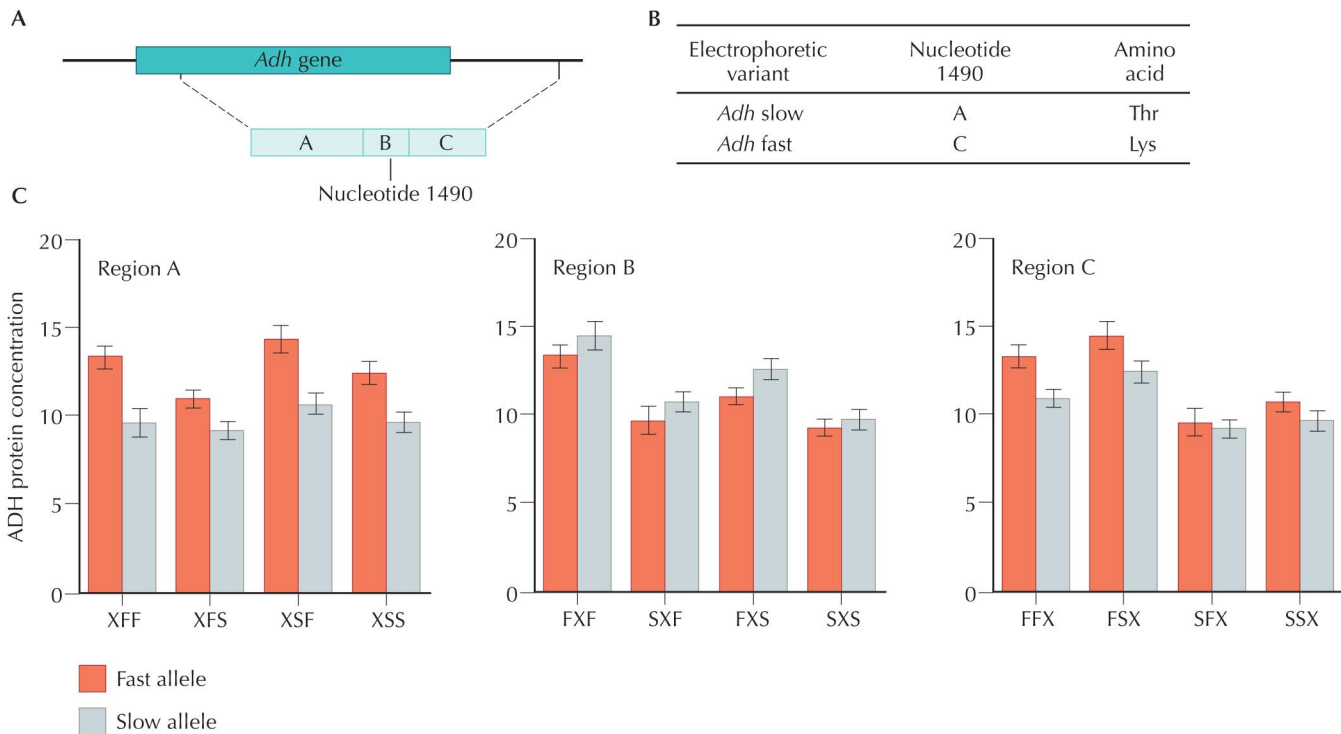 A
Adh gene
A B C
Nucleotide 1490
B
Electrophoretic variant Nucleotide 1490 Amino acid
Adh slow A Thr
Adh fast C Lys
C
ADH protein concentration
20
15
10
5
0
Region A
XFF XFS XSF XSS
20
15
10
5
0
Region B
FXF SXF FXS SXS
20
15
10
5
0
Region C
FFX FSX SFX SSX
Fast allele
Slow allele